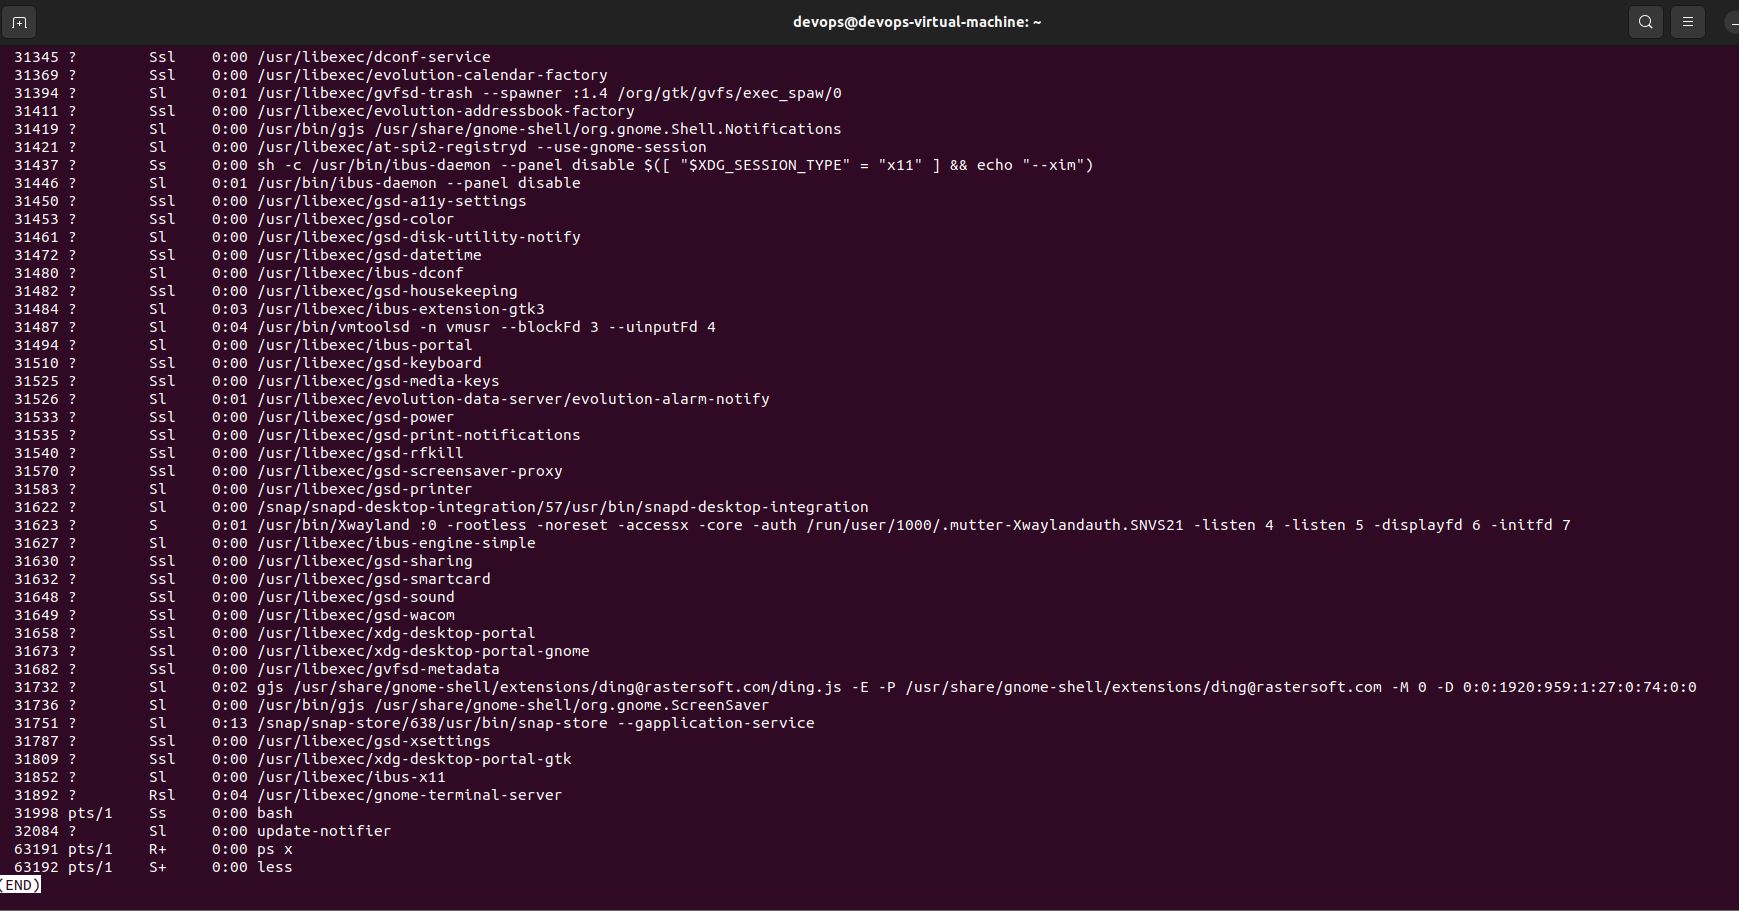 devops@devops-virtual-machine: ~
31345 ?        Ssl    0:00 /usr/libexec/dconf-service
31369 ?        Ssl    0:00 /usr/libexec/evolution-calendar-factory
31394 ?        Sl     0:01 /usr/libexec/gvfsd-trash --spawner :1.4 /org/gtk/gvfs/exec_spaw/0
31411 ?        Ssl    0:00 /usr/libexec/evolution-addressbook-factory
31419 ?        Sl     0:00 /usr/bin/gjs /usr/share/gnome-shell/org.gnome.Shell.Notifications
31421 ?        Sl     0:00 /usr/libexec/at-spi2-registryd --use-gnome-session
31437 ?        Ss     0:00 sh -c /usr/bin/ibus-daemon --panel disable $([ "$XDG_SESSION_TYPE" = "x11" ] && echo "--xim")
31446 ?        Sl     0:01 /usr/bin/ibus-daemon --panel disable
31450 ?        Ssl    0:00 /usr/libexec/gsd-a11y-settings
31453 ?        Ssl    0:00 /usr/libexec/gsd-color
31461 ?        Sl     0:00 /usr/libexec/gsd-disk-utility-notify
31472 ?        Ssl    0:00 /usr/libexec/gsd-datetime
31480 ?        Sl     0:00 /usr/libexec/ibus-dconf
31482 ?        Ssl    0:00 /usr/libexec/gsd-housekeeping
31484 ?        Sl     0:03 /usr/libexec/ibus-extension-gtk3
31487 ?        Sl     0:04 /usr/bin/vmtoolsd -n vmusr --blockFd 3 --uinputFd 4
31494 ?        Sl     0:00 /usr/libexec/ibus-portal
31510 ?        Ssl    0:00 /usr/libexec/gsd-keyboard
31525 ?        Ssl    0:00 /usr/libexec/gsd-media-keys
31526 ?        Sl     0:01 /usr/libexec/evolution-data-server/evolution-alarm-notify
31533 ?        Ssl    0:00 /usr/libexec/gsd-power
31535 ?        Ssl    0:00 /usr/libexec/gsd-print-notifications
31540 ?        Ssl    0:00 /usr/libexec/gsd-rfkill
31570 ?        Ssl    0:00 /usr/libexec/gsd-screensaver-proxy
31583 ?        Sl     0:00 /usr/libexec/gsd-printer
31622 ?        Sl     0:00 /snap/snapd-desktop-integration/57/usr/bin/snapd-desktop-integration
31623 ?        S      0:01 /usr/bin/Xwayland :0 -rootless -noreset -accessx -core -auth /run/user/1000/.mutter-Xwaylandauth.SNVS21 -listen 4 -listen 5 -displayfd 6 -initfd 7
31627 ?        Sl     0:00 /usr/libexec/ibus-engine-simple
31630 ?        Ssl    0:00 /usr/libexec/gsd-sharing
31632 ?        Ssl    0:00 /usr/libexec/gsd-smartcard
31648 ?        Ssl    0:00 /usr/libexec/gsd-sound
31649 ?        Ssl    0:00 /usr/libexec/gsd-wacom
31658 ?        Ssl    0:00 /usr/libexec/xdg-desktop-portal
31673 ?        Ssl    0:00 /usr/libexec/xdg-desktop-portal-gnome
31682 ?        Ssl    0:00 /usr/libexec/gvfsd-metadata
31732 ?        Sl     0:02 gjs /usr/share/gnome-shell/extensions/ding@rastersoft.com/ding.js -E -P /usr/share/gnome-shell/extensions/ding@rastersoft.com -M 0 -D 0:0:1920:959:1:27:0:74:0:0
31736 ?        Sl     0:00 /usr/bin/gjs /usr/share/gnome-shell/org.gnome.ScreenSaver
31751 ?        Sl     0:13 /snap/snap-store/638/usr/bin/snap-store --gapplication-service
31787 ?        Ssl    0:00 /usr/libexec/gsd-xsettings
31809 ?        Ssl    0:00 /usr/libexec/xdg-desktop-portal-gtk
31852 ?        Sl     0:00 /usr/libexec/ibus-x11
31892 ?        Rsl    0:04 /usr/libexec/gnome-terminal-server
31998 pts/1    Ss     0:00 bash
32084 ?        Sl     0:00 update-notifier
63191 pts/1    R+     0:00 ps x
63192 pts/1    S+     0:00 less
(END)